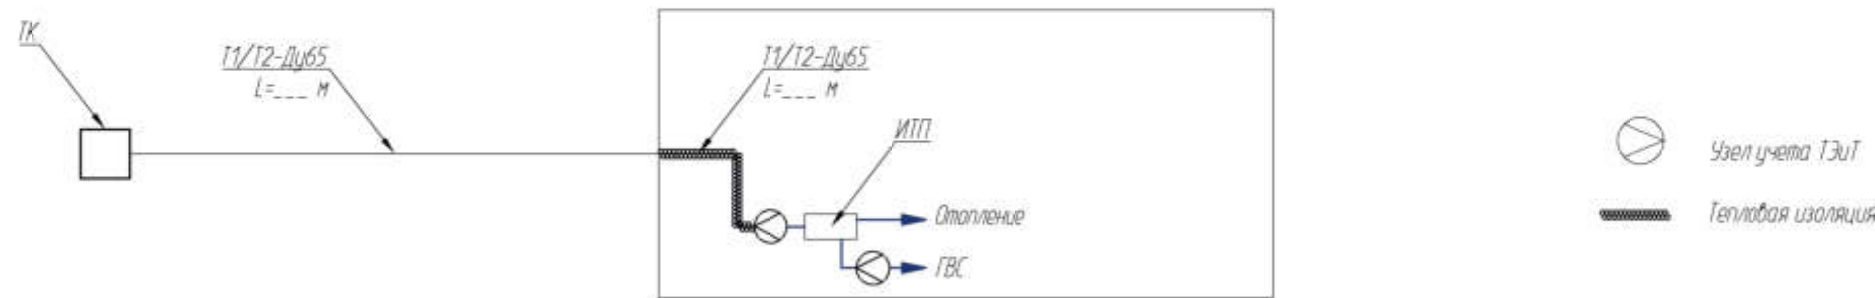 ТК
Т1/Т2-Ду65
L=___ м
Т1/Т2-Ду65
L=___ м
ИТП
Отопление
ГВС
Узел учета ТЭиТ
Тепловая изоляция